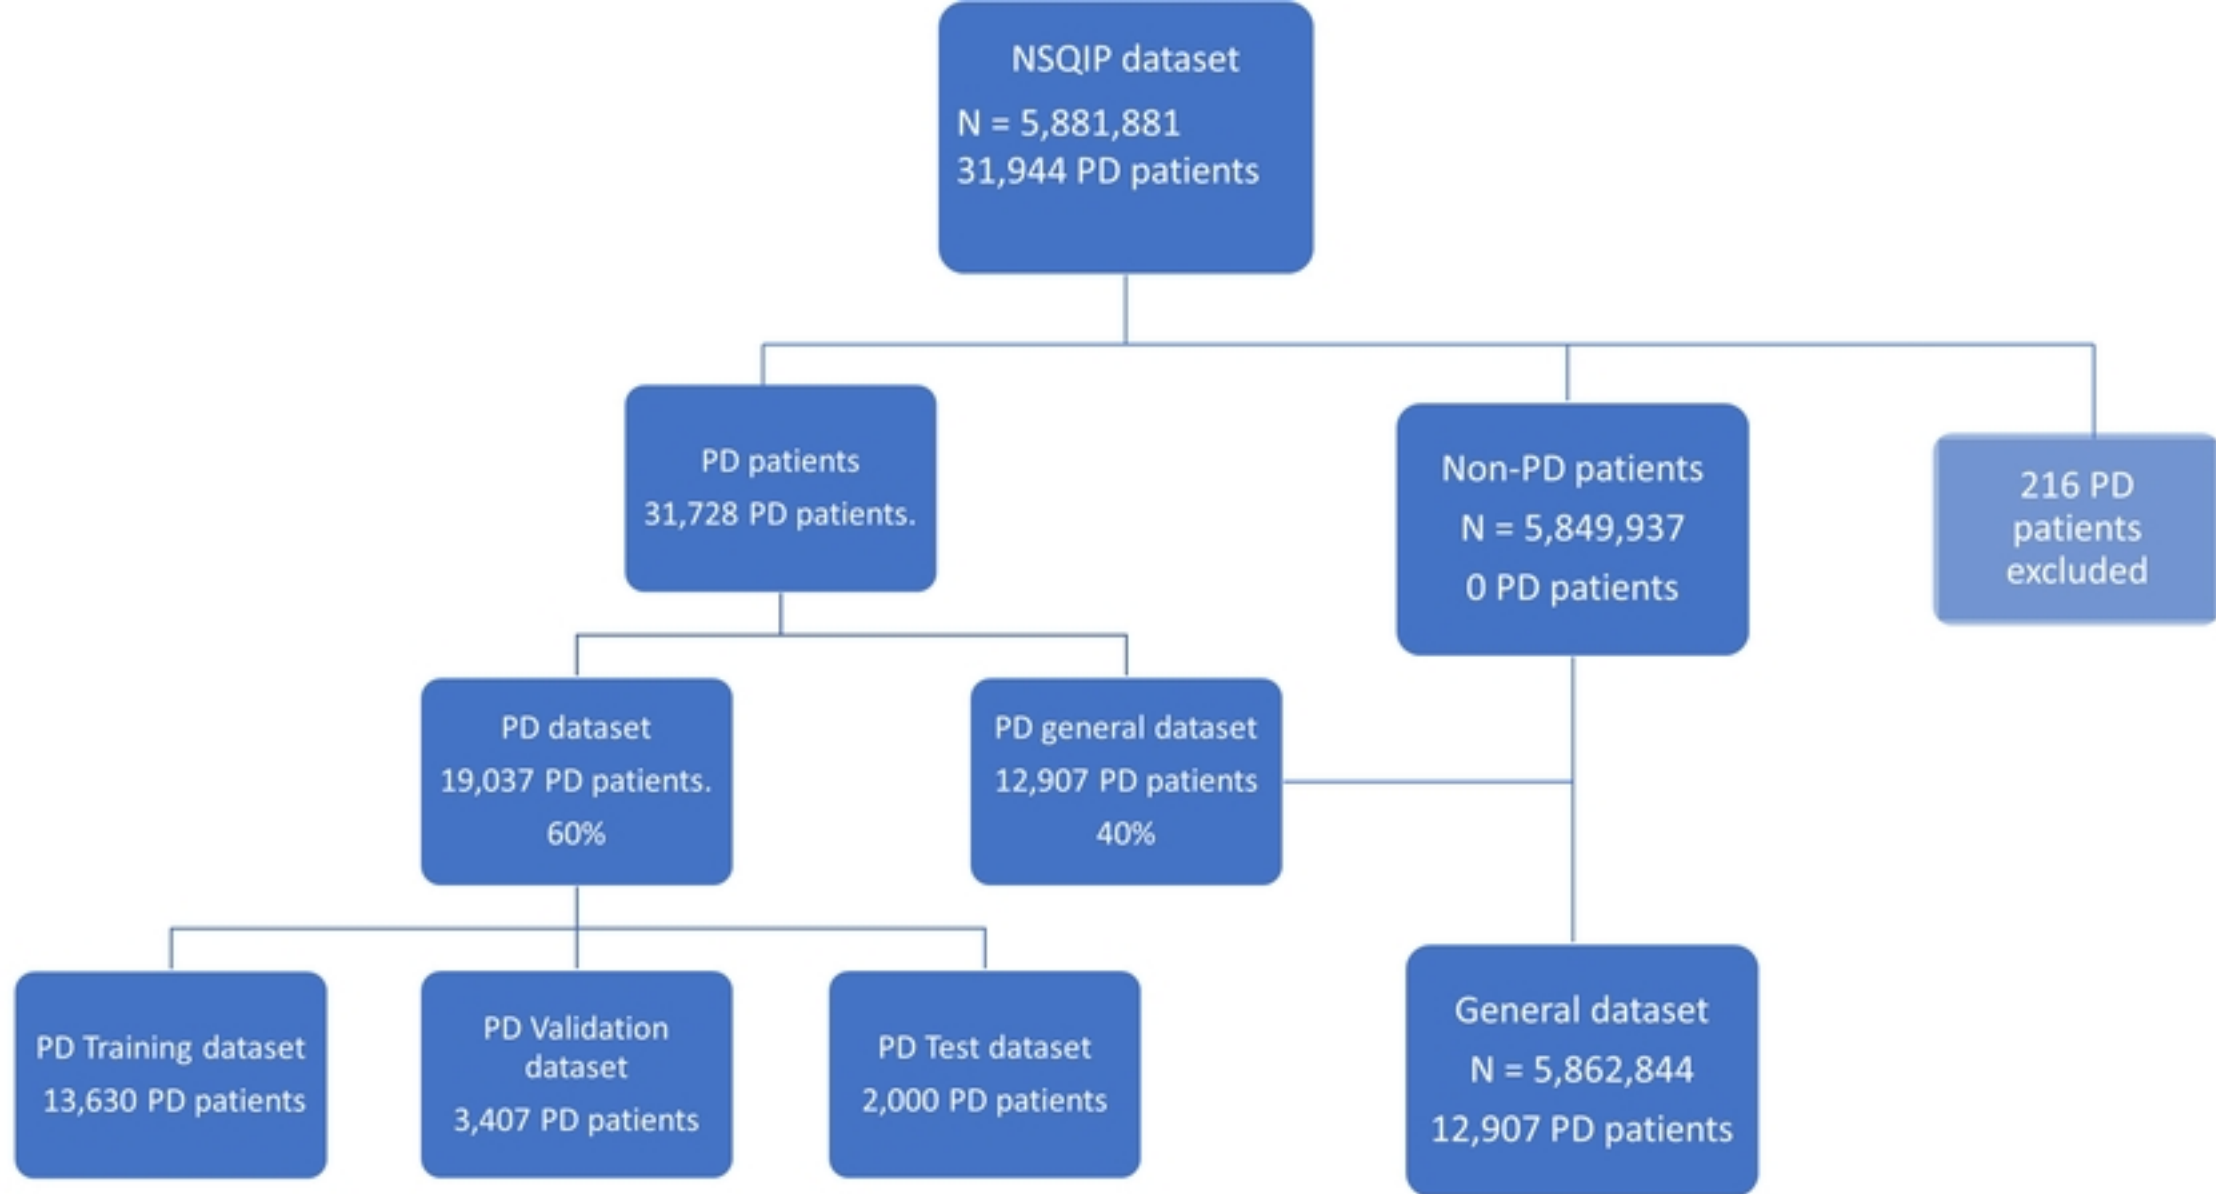 NSQIP dataset
N = 5,881,881
31,944 PD patients
PD patients
31,728 PD patients.
Non-PD patients
N = 5,849,937
0 PD patients
216 PD
patients
excluded
PD dataset
19,037 PD patients.
60%
PD general dataset
12,907 PD patients
40%
PD Training dataset
13,630 PD patients
PD Validation
dataset
3,407 PD patients
PD Test dataset
2,000 PD patients
General dataset
N = 5,862,844
12,907 PD patients